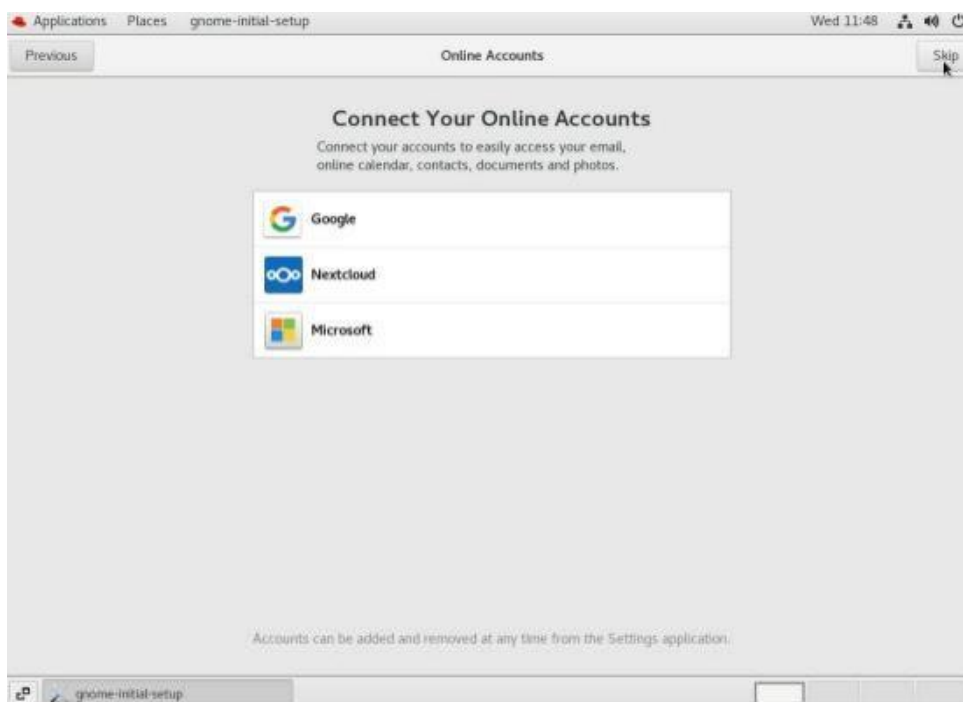 Applications Places gnome-initial-setup Wed 11:48
Previous Online Accounts Skip
Connect Your Online Accounts
Connect your accounts to easily access your email,
online calendar, contacts, documents and photos.
Google
Nextcloud
Microsoft
Accounts can be added and removed at any time from the Settings application.
gnome-initial-setup